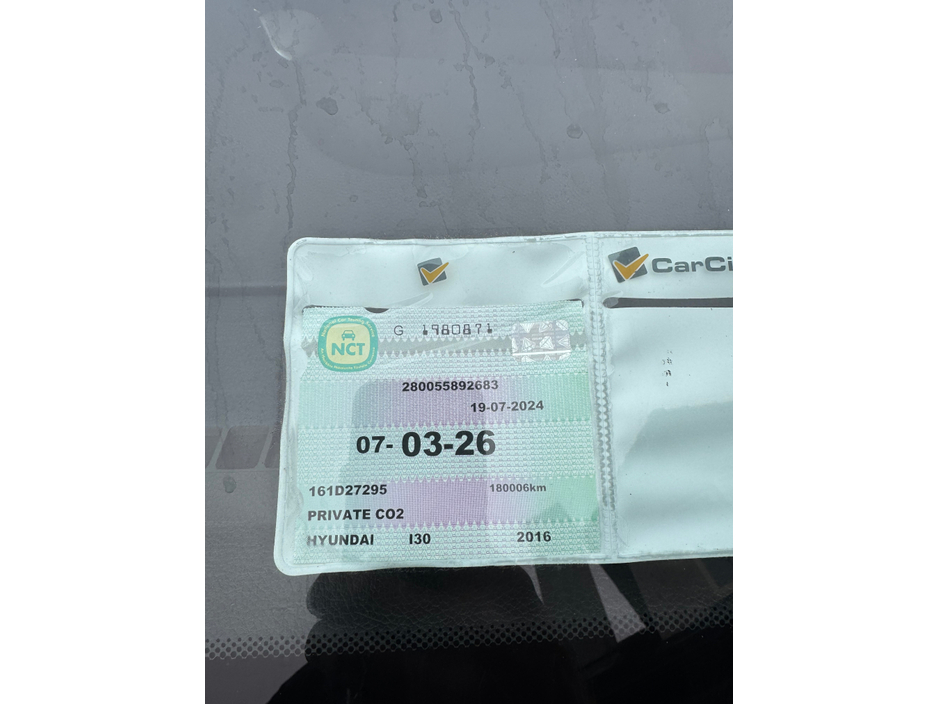 CarCi
NCT
G 1980871
280055892683
19-07-2024
07- 03-26
161D27295 180006km
PRIVATE CO2
HYUNDAI I30 2016